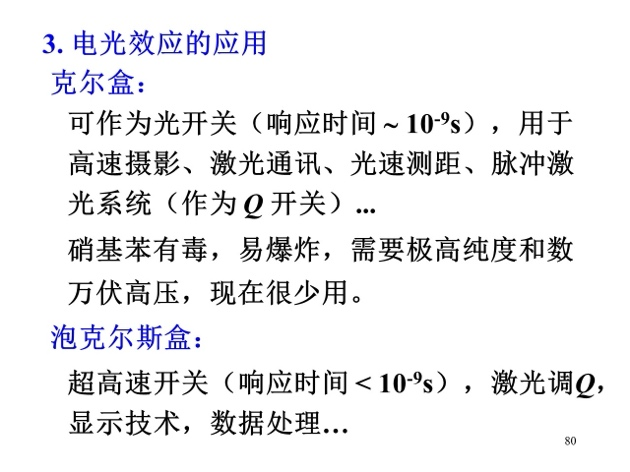 3. 电光效应的应用
克尔盒：
可作为光开关（响应时间 ~ 10⁻⁹s），用于
高速摄影、激光通讯、光速测距、脉冲激
光系统（作为 Q 开关）...
硝基苯有毒，易爆炸，需要极高纯度和数
万伏高压，现在很少用。
泡克尔斯盒：
超高速开关（响应时间 < 10⁻⁹s），激光调Q，
显示技术，数据处理…
80